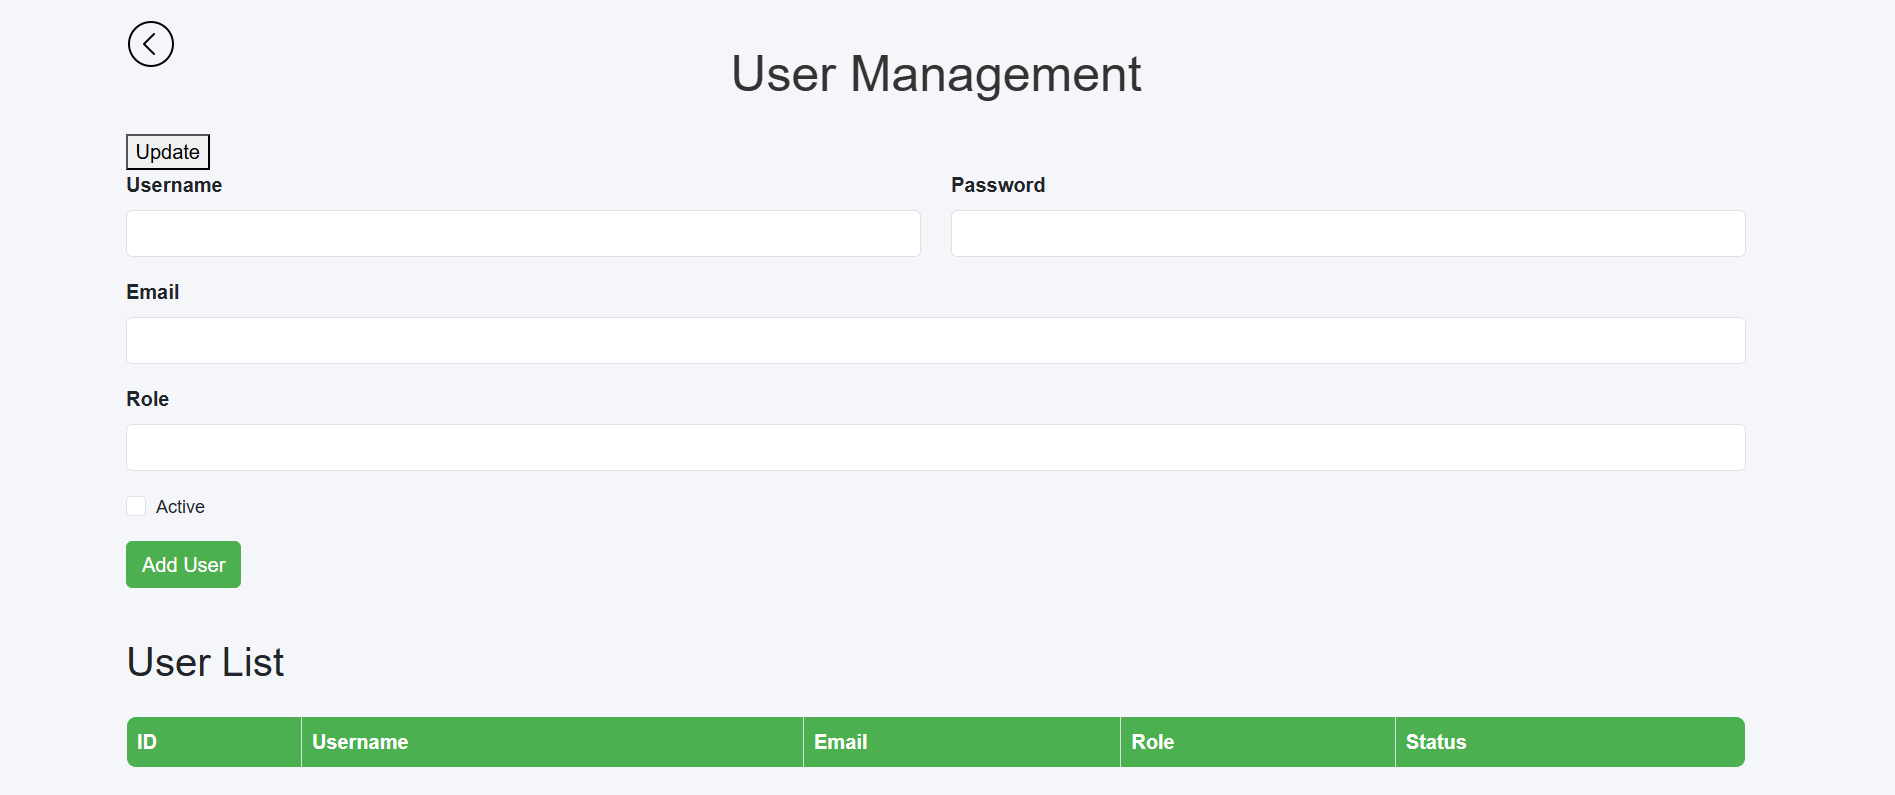 User Management
Update
Username Password
Email
Role
Active
Add User
User List
ID Username Email Role Status